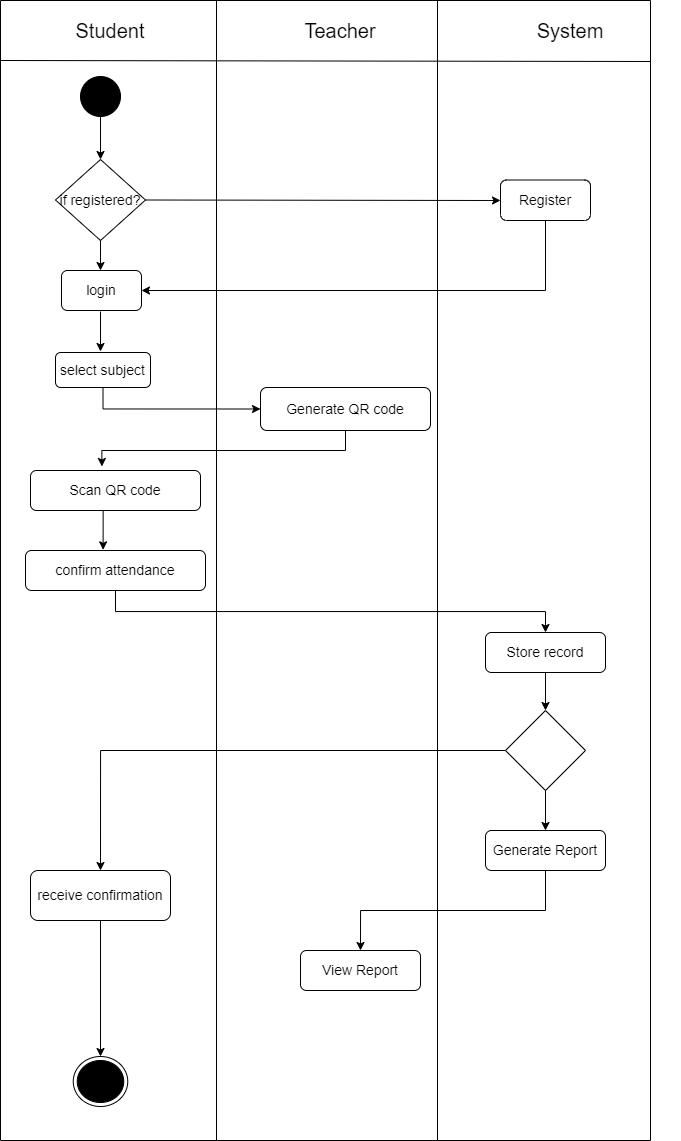 Student
Teacher
System
if registered?
Register
login
select subject
Generate QR code
Scan QR code
confirm attendance
Store record
Generate Report
receive confirmation
View Report